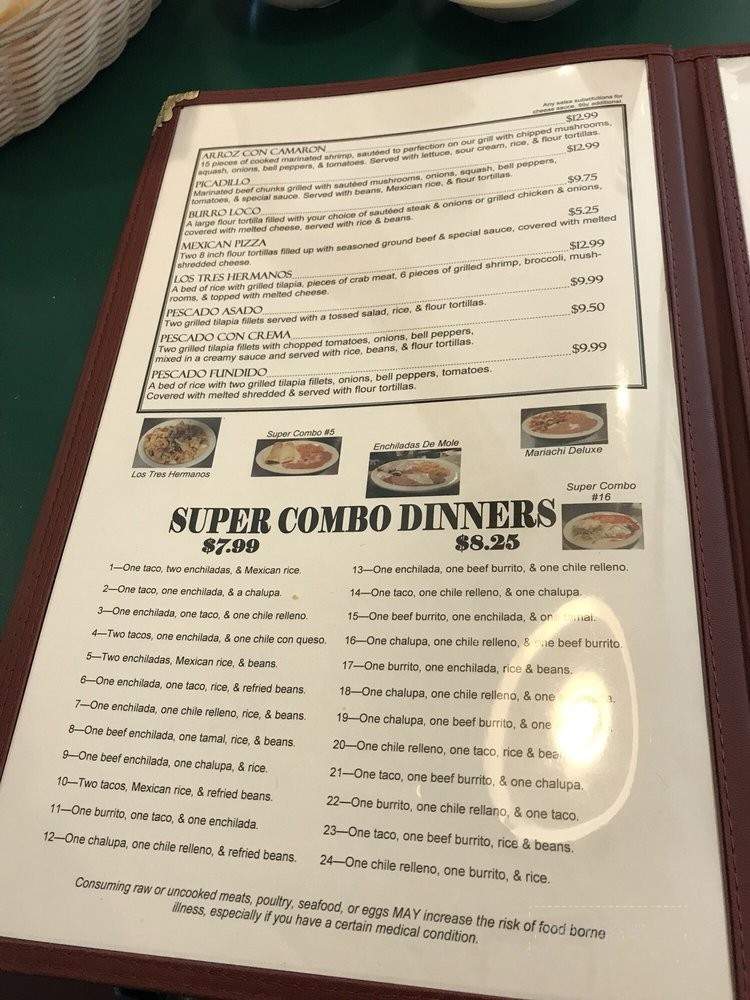 Any salsa substitutions for
cheese sauce, 60¢ additional.
ARROZ CON CAMARON $12.99
15 pieces of cooked marinated shrimp, sautéed to perfection on our grill with chipped mushrooms,
squash, onions, bell peppers, & tomatoes. Served with lettuce, sour cream, rice, & flour tortillas.
PICADILLO $12.99
Marinated beef chunks grilled with sautéed mushrooms, onions, squash, bell peppers,
tomatoes, & special sauce. Served with beans, Mexican rice, & flour tortillas.
BURRO LOCO $9.75
A large flour tortilla filled with your choice of sautéed steak & onions or grilled chicken & onions,
covered with melted cheese, served with rice & beans.
MEXICAN PIZZA $5.25
Two 8 inch flour tortillas filled up with seasoned ground beef & special sauce, covered with melted
shredded cheese.
LOS TRES HERMANOS $12.99
A bed of rice with grilled tilapia, pieces of crab meat, 6 pieces of grilled shrimp, broccoli, mush-
rooms, & topped with melted cheese.
PESCADO ASADO $9.99
Two grilled tilapia fillets served with a tossed salad, rice, & flour tortillas.
PESCADO CON CREMA $9.50
Two grilled tilapia fillets with chopped tomatoes, onions, bell peppers,
mixed in a creamy sauce and served with rice, beans, & flour tortillas.
PESCADO FUNDIDO $9.99
A bed of rice with two grilled tilapia fillets, onions, bell peppers, tomatoes.
Covered with melted shredded & served with flour tortillas.
Los Tres Hermanos
Super Combo #5
Enchiladas De Mole
Mariachi Deluxe
Super Combo
#16
SUPER COMBO DINNERS
$7.99 $8.25
1—One taco, two enchiladas, & Mexican rice.
2—One taco, one enchilada, & a chalupa.
3—One enchilada, one taco, & one chile relleno.
4—Two tacos, one enchilada, & one chile con queso.
5—Two enchiladas, Mexican rice, & beans.
6—One enchilada, one taco, rice, & refried beans.
7—One enchilada, one chile relleno, rice, & beans.
8—One beef enchilada, one tamal, rice, & beans.
9—One beef enchilada, one chalupa, & rice.
10—Two tacos, Mexican rice, & refried beans.
11—One burrito, one taco, & one enchilada.
12—One chalupa, one chile relleno, & refried beans.
13—One enchilada, one beef burrito, & one chile relleno.
14—One taco, one chile relleno, & one chalupa.
15—One beef burrito, one enchilada, & one tamal.
16—One chalupa, one chile relleno, & one beef burrito.
17—One burrito, one enchilada, rice & beans.
18—One chalupa, one chile relleno, & one
19—One chalupa, one beef burrito, & one
20—One chile relleno, one taco, rice & beans
21—One taco, one beef burrito, & one chalupa.
22—One burrito, one chile rellano, & one taco.
23—One taco, one beef burrito, rice & beans.
24—One chile relleno, one burrito, & rice.
Consuming raw or uncooked meats, poultry, seafood, or eggs MAY increase the risk of food borne
illness, especially if you have a certain medical condition.